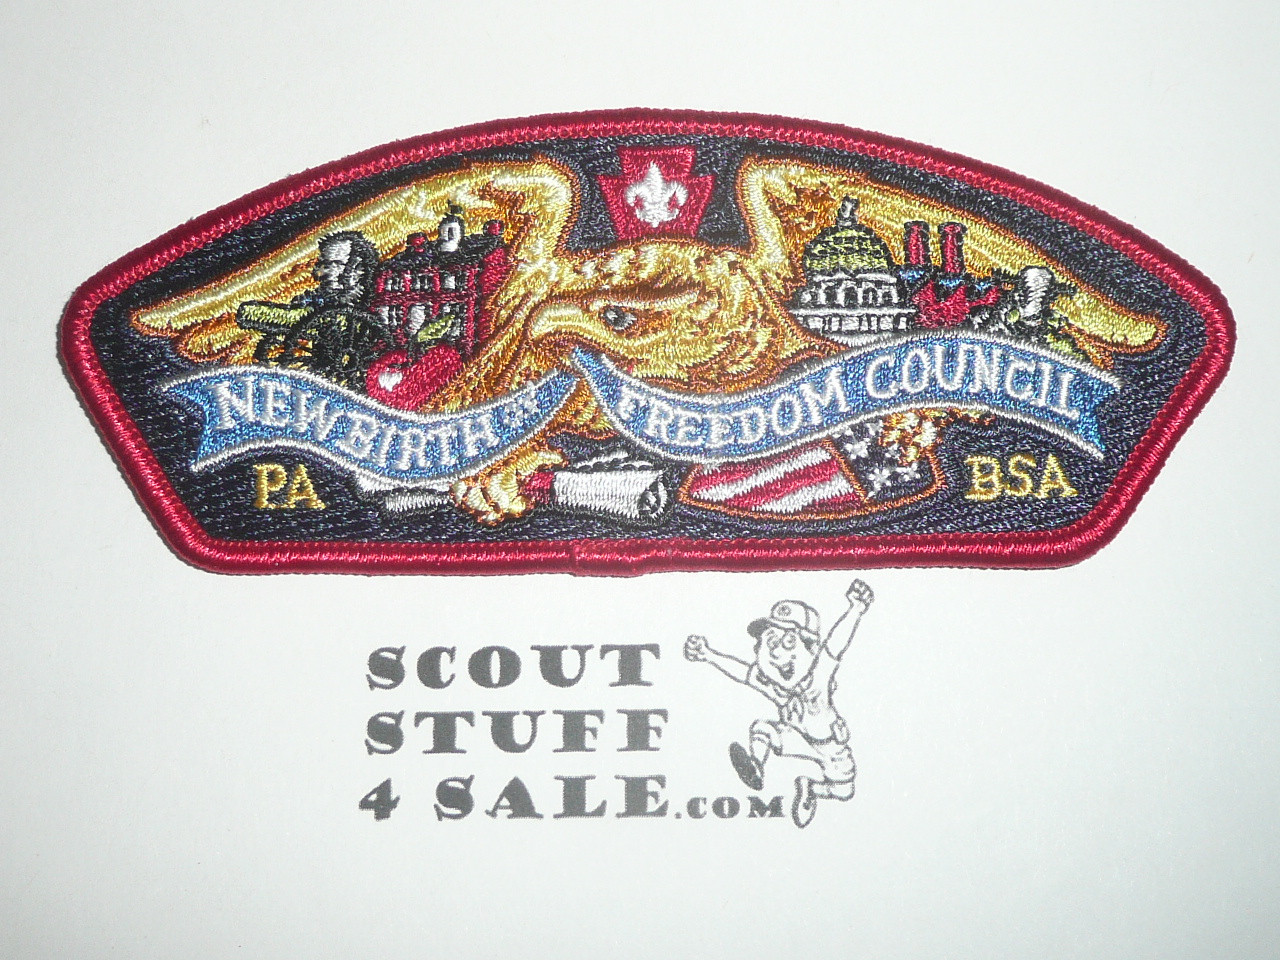 NEW BIRTH OF FREEDOM COUNCIL
PA
BSA
SCOUT
STUFF
4 SALE.COM